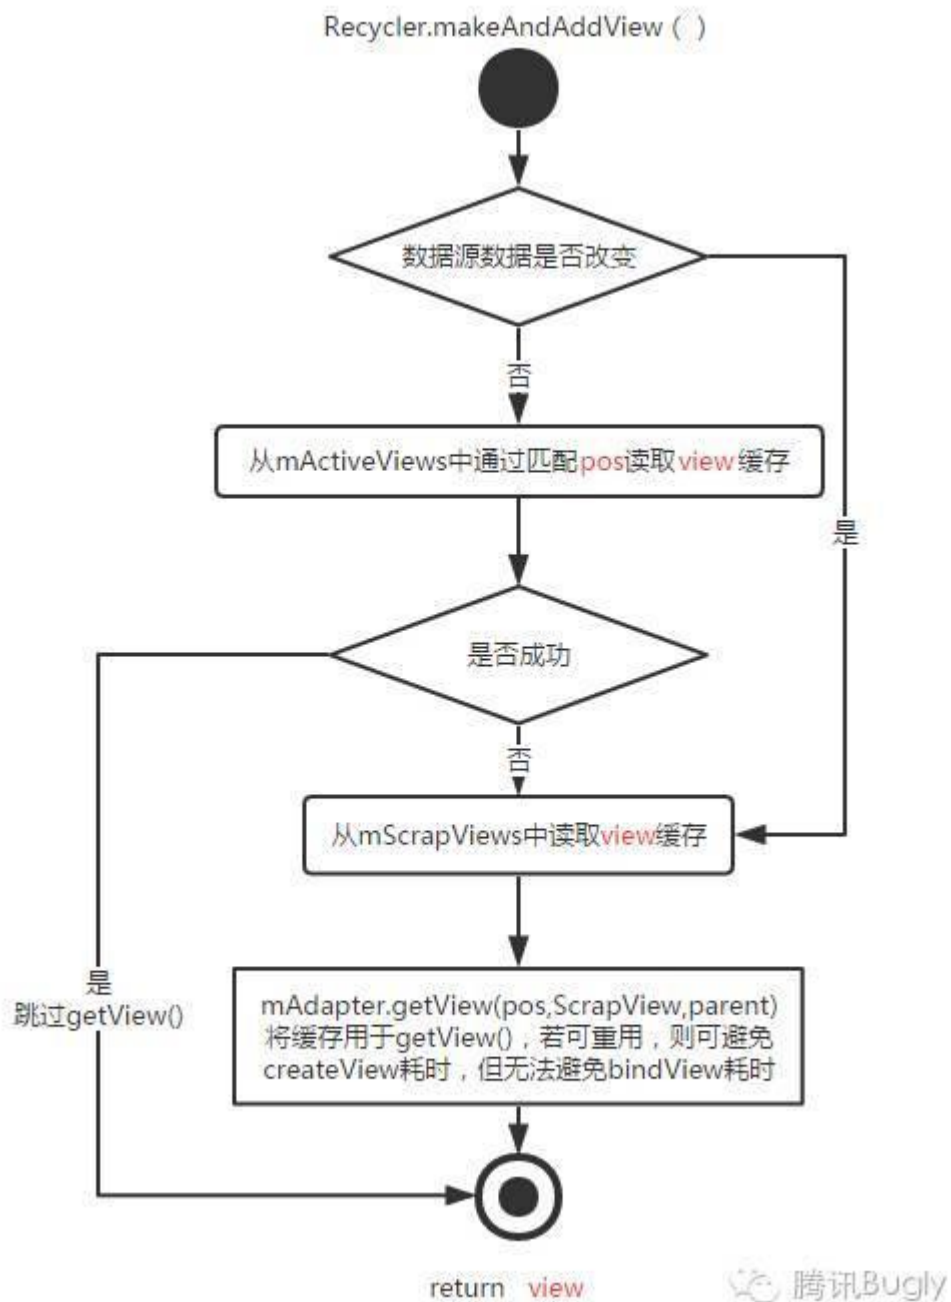 Recycler.makeAndAddView ( )
数据源数据是否改变
否
从mActiveViews中通过匹配pos读取view缓存
是
是否成功
否
从mScrapViews中读取view缓存
是
跳过getView()
mAdapter.getView(pos,ScrapView,parent)
将缓存用于getView()，若可重用，则可避免
createView耗时，但无法避免bindView耗时
return view
腾讯Bugly